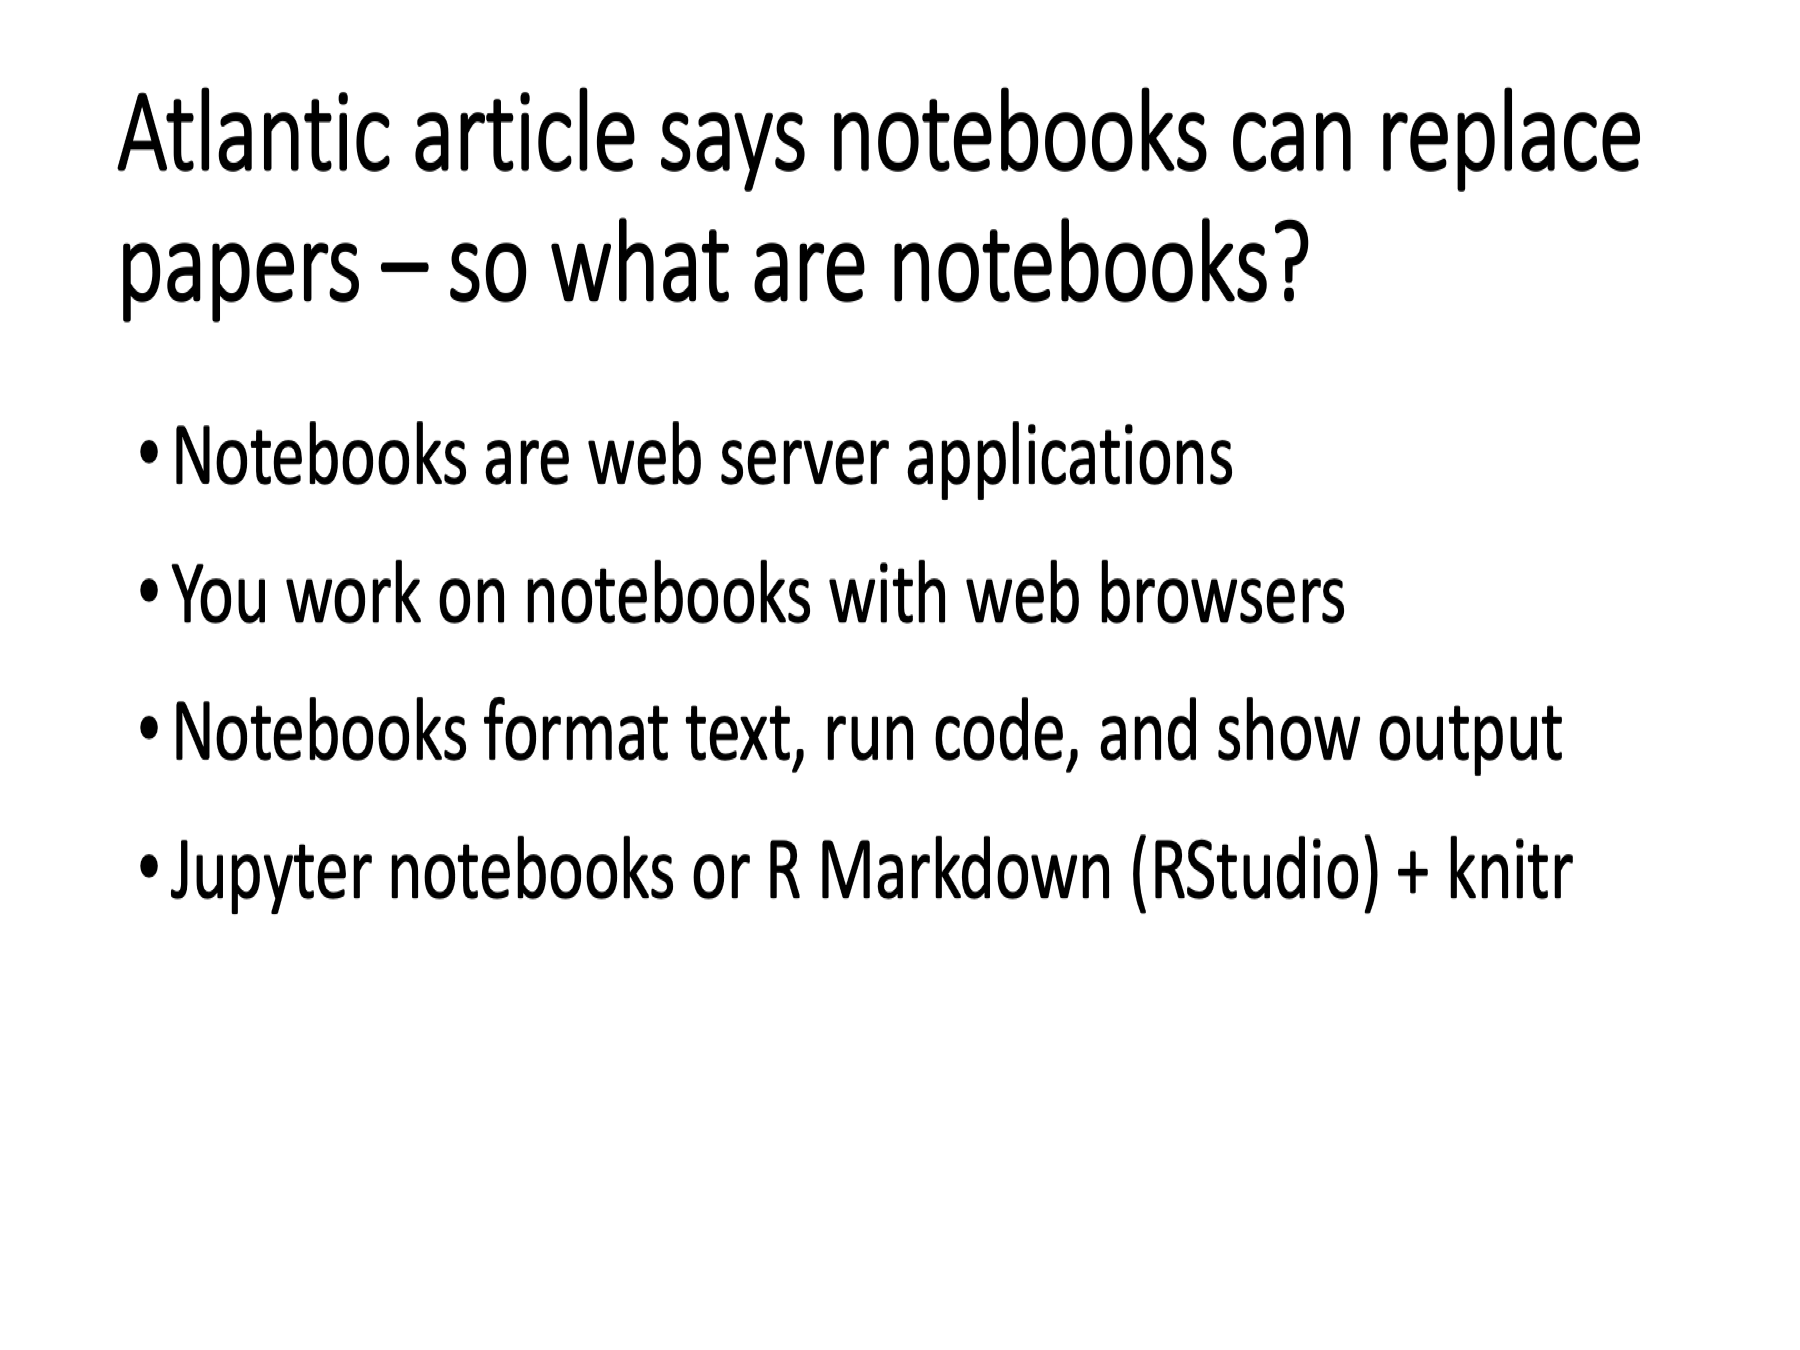 Atlantic article says notebooks can replace
papers – so what are notebooks?
• Notebooks are web server applications
• You work on notebooks with web browsers
• Notebooks format text, run code, and show output
• Jupyter notebooks or R Markdown (RStudio) + knitr